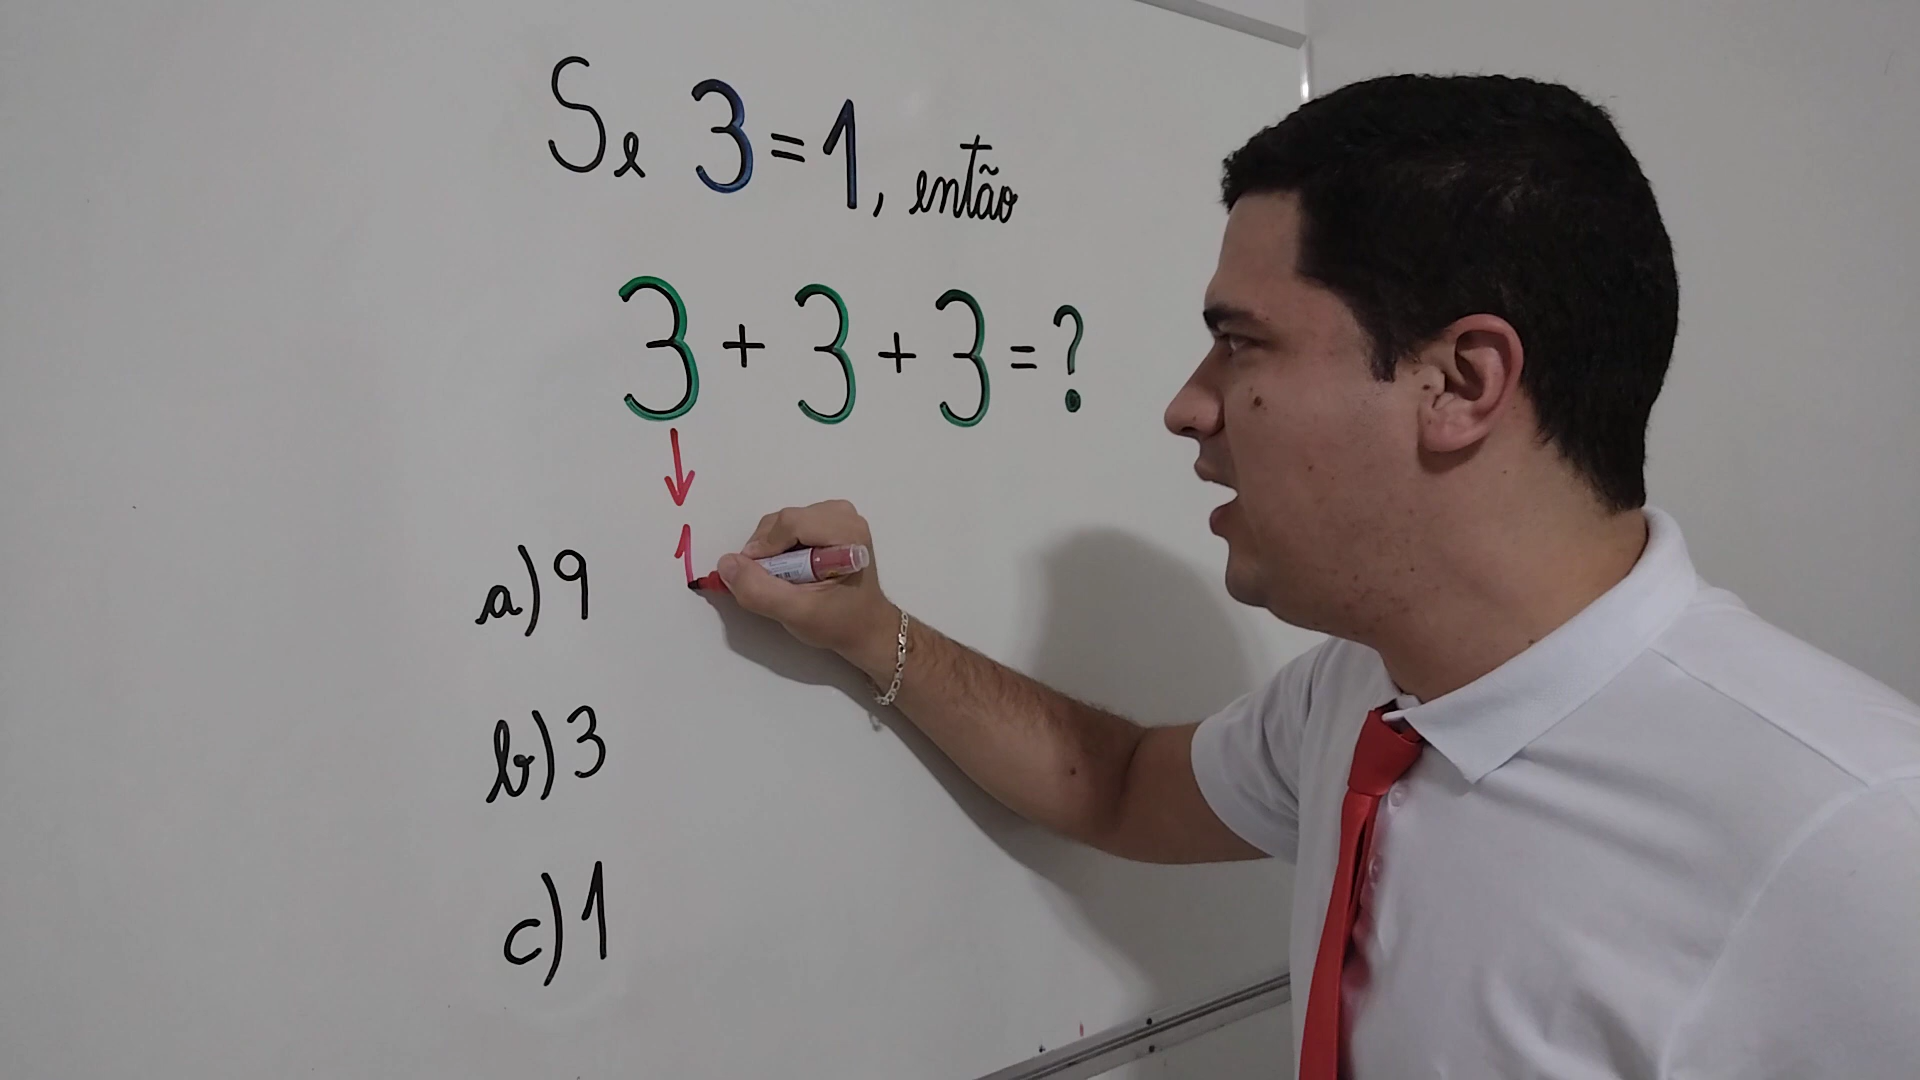 Se 3=1, então
3+3+3=?
↓
1
a) 9
b) 3
c) 1